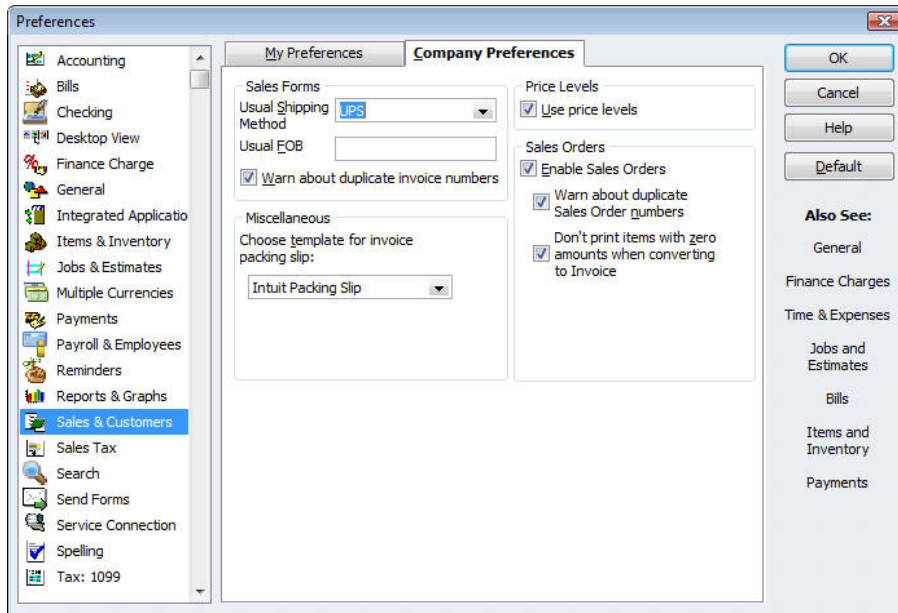 Preferences
Accounting
Bills
Checking
Desktop View
Finance Charge
General
Integrated Applicatio
Items & Inventory
Jobs & Estimates
Multiple Currencies
Payments
Payroll & Employees
Reminders
Reports & Graphs
Sales & Customers
Sales Tax
Search
Send Forms
Service Connection
Spelling
Tax: 1099
My Preferences
Company Preferences
Sales Forms
Usual Shipping
Method
UPS
Usual FOB
Warn about duplicate invoice numbers
Miscellaneous
Choose template for invoice
packing slip:
Intuit Packing Slip
Price Levels
Use price levels
Sales Orders
Enable Sales Orders
Warn about duplicate
Sales Order numbers
Don't print items with zero
amounts when converting
to Invoice
OK
Cancel
Help
Default
Also See:
General
Finance Charges
Time & Expenses
Jobs and
Estimates
Bills
Items and
Inventory
Payments